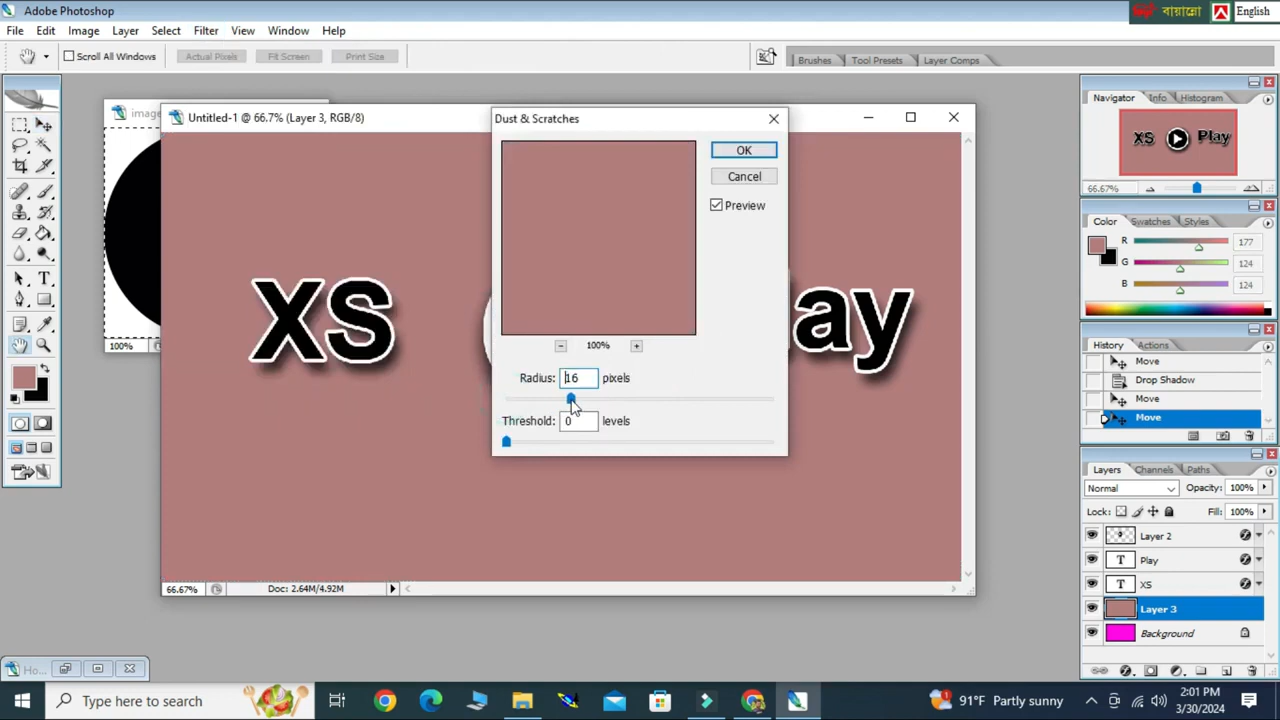 Adobe Photoshop
বায়ান্নো
English
File Edit Image Layer Select Filter View Window Help
Scroll All Windows Actual Pixels Fit Screen Print Size
Brushes Tool Presets Layer Comps
image
Untitled-1 @ 66.7% (Layer 3, RGB/8)
Dust & Scratches
OK
Cancel
Preview
100%
Radius: 16 pixels
Threshold: 0 levels
XS
lay
100%
66.67% Doc: 2.64M/4.92M
Navigator Info Histogram
XS Play
66.67%
Color Swatches Styles
R 177
G 124
B 124
History Actions
Move
Drop Shadow
Move
Move
Layers Channels Paths
Normal Opacity: 100%
Lock: Fill: 100%
Layer 2
T Play
T XS
Layer 3
Background
Ho...
Type here to search
91°F Partly sunny
2:01 PM
3/30/2024